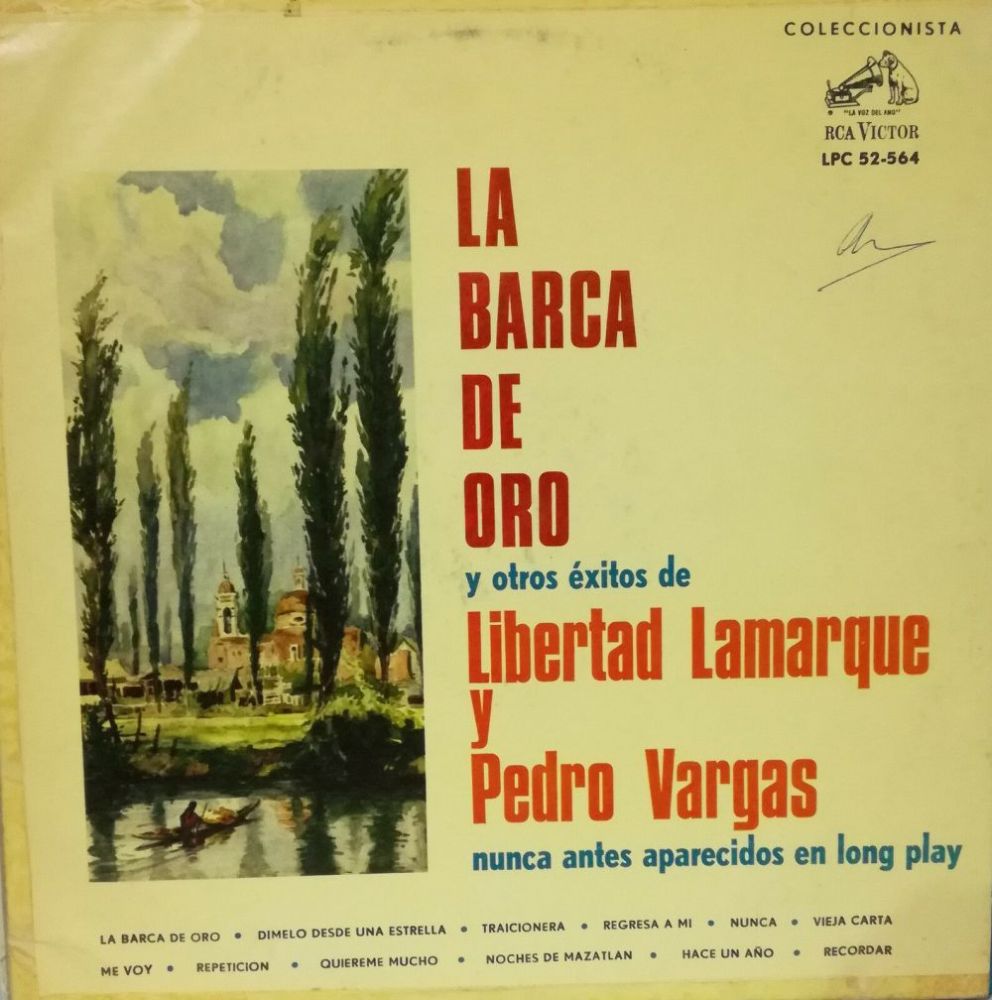 COLECCIONISTA
"LA VOZ DEL AMO"
RCA VICTOR
LPC 52-564
LA
BARCA
DE
ORO
y otros éxitos de
Libertad Lamarque
y
Pedro Vargas
nunca antes aparecidos en long play
LA BARCA DE ORO • DIMELO DESDE UNA ESTRELLA • TRAICIONERA • REGRESA A MI • NUNCA • VIEJA CARTA
ME VOY • REPETICION • QUIEREME MUCHO • NOCHES DE MAZATLAN • HACE UN AÑO • RECORDAR